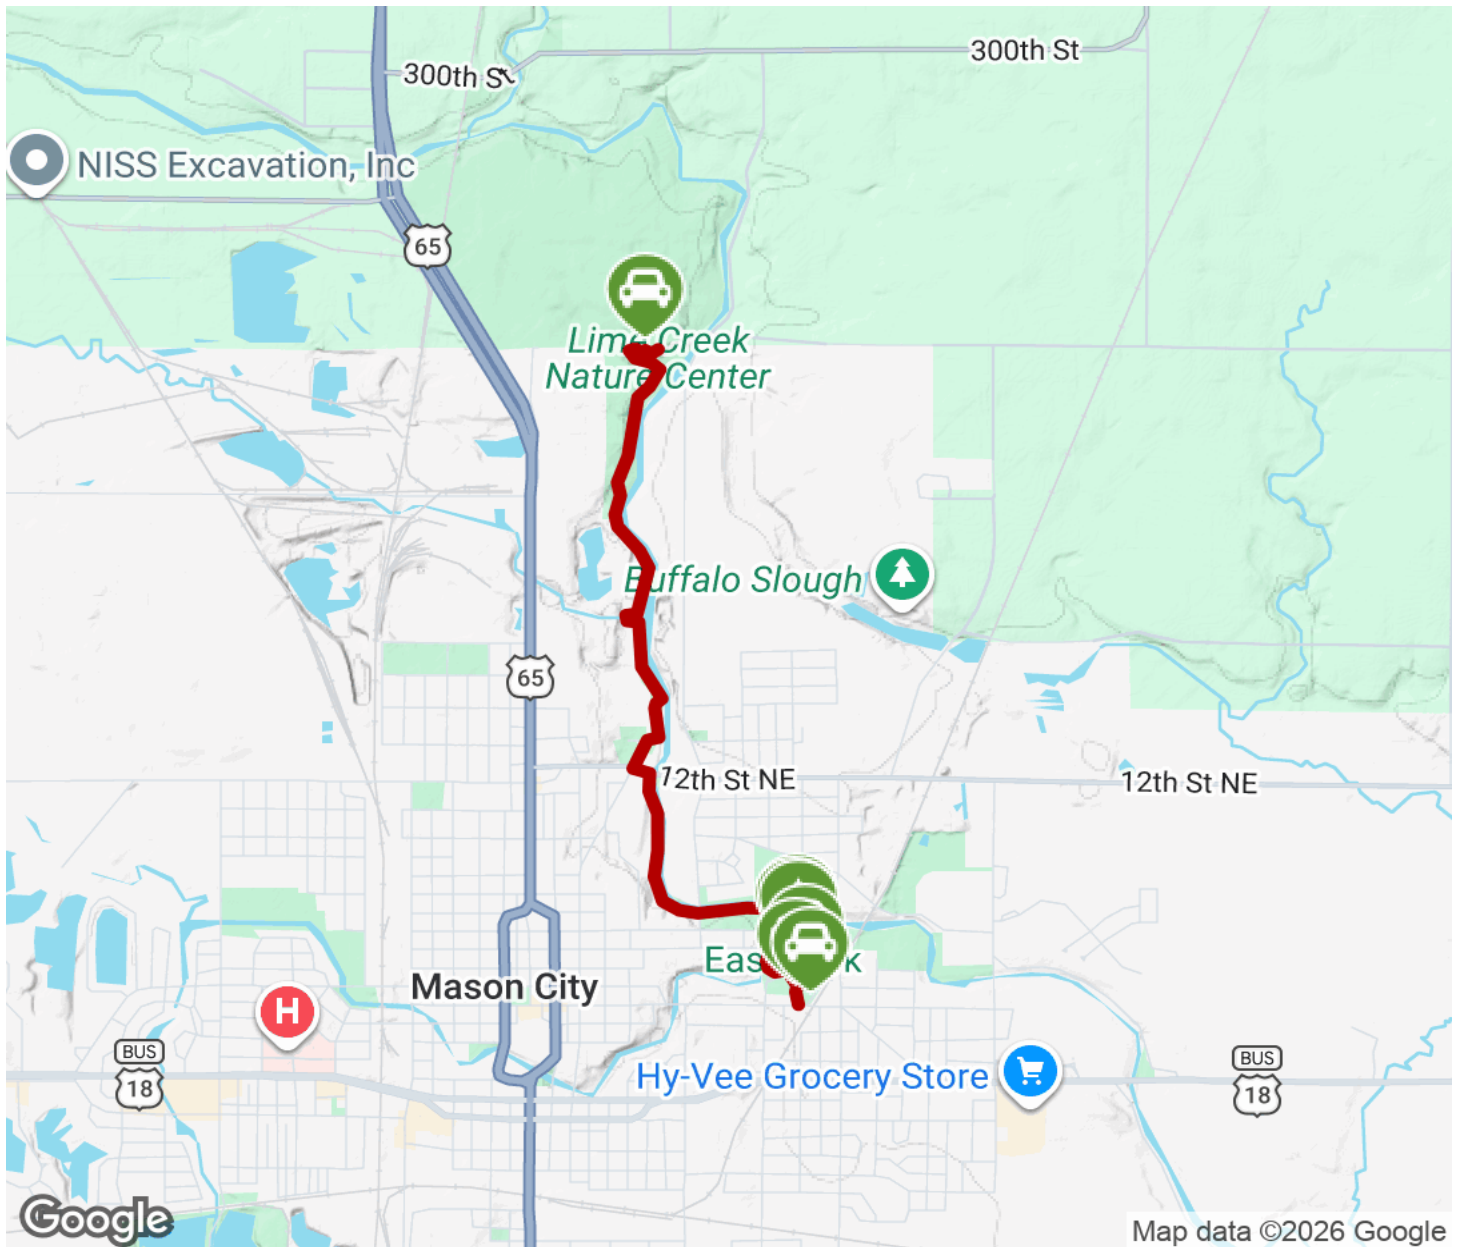 300th St
300th S
NISS Excavation, Inc
65
Lime Creek
Nature Center
Buffalo Slough
65
12th St NE
12th St NE
Mason City
H
Hy-Vee Grocery Store
BUS
18
BUS
18
Google
Map data ©2026 Google